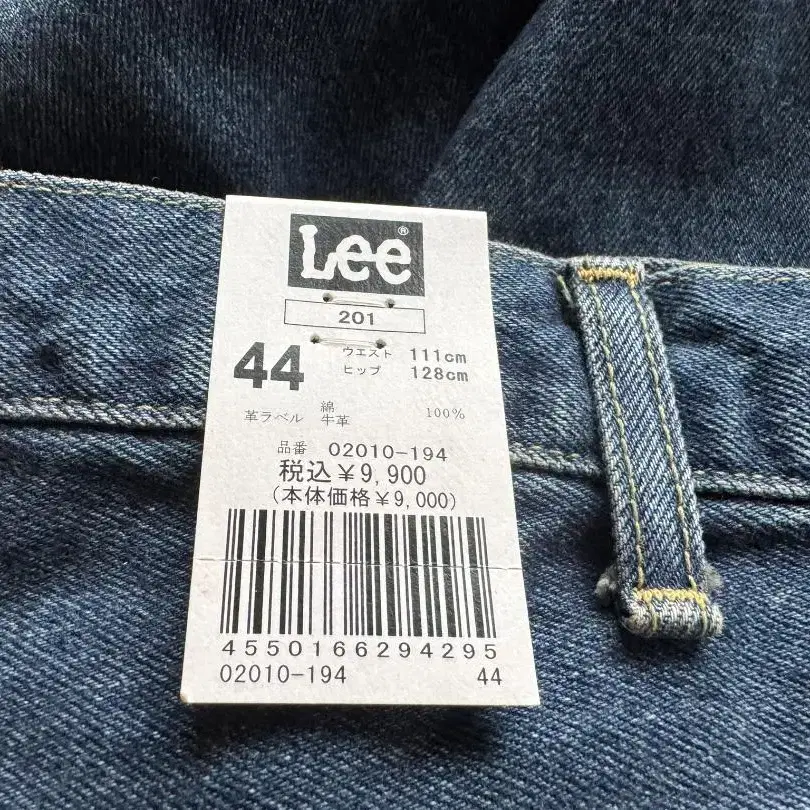 Lee®
201
44 ウエスト 111cm
ヒップ 128cm
綿 100%
革ラベル 牛革
品番 02010-194
税込¥9,900
(本体価格¥9,000)
4550166294295
02010-194 44